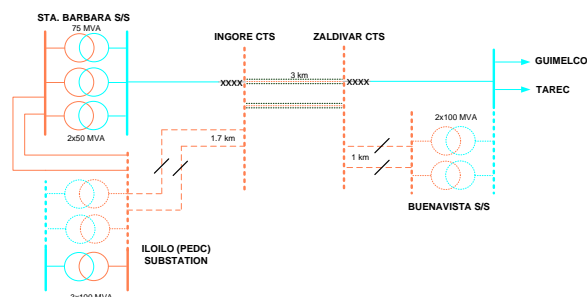 STA. BARBARA S/S
75 MVA
INGORE CTS
ZALDIVAR CTS
XXXX
3 km
XXXX
GUIMELCO
TAREC
2x50 MVA
1.7 km
2x100 MVA
1 km
BUENAVISTA S/S
ILOILO (PEDC)
SUBSTATION